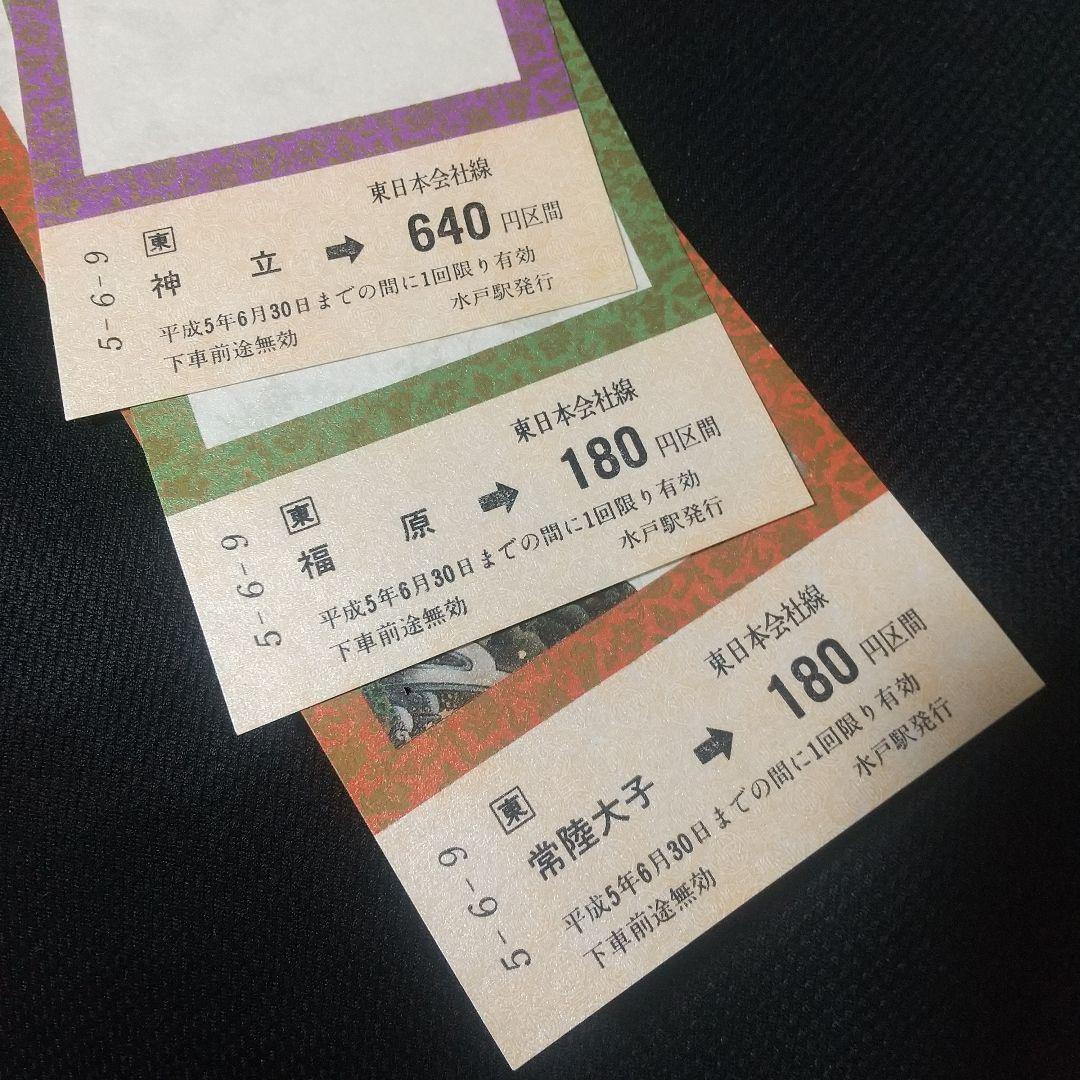 東日本会社線
東 神立 ➡ 640円区間
平成5年6月30日までの間に1回限り有効
下車前途無効 水戸駅発行
5-6-9
東日本会社線
東 福原 ➡ 180円区間
平成5年6月30日までの間に1回限り有効
下車前途無効 水戸駅発行
5-6-9
東日本会社線
東 常陸大子 ➡ 180円区間
平成5年6月30日までの間に1回限り有効
下車前途無効 水戸駅発行
5-6-9